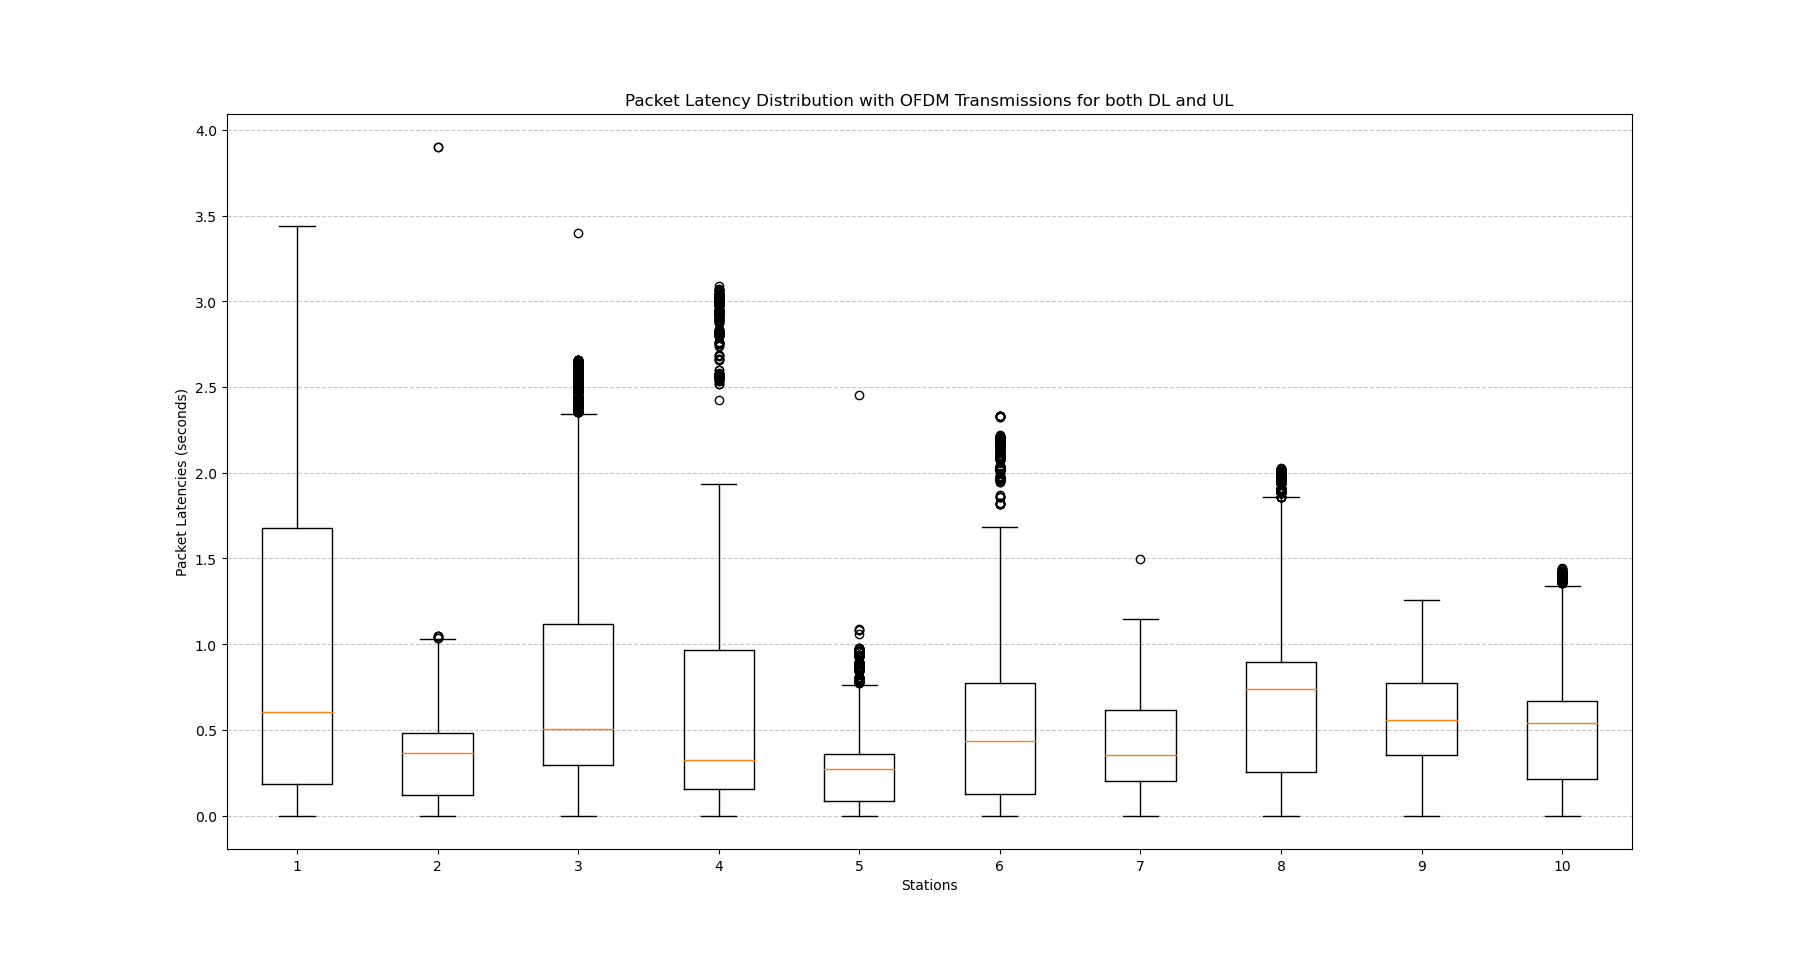 Packet Latency Distribution with OFDM Transmissions for both DL and UL
Packet Latencies (seconds)
4.0
3.5
3.0
2.5
2.0
1.5
1.0
0.5
0.0
1 2 3 4 5 6 7 8 9 10
Stations